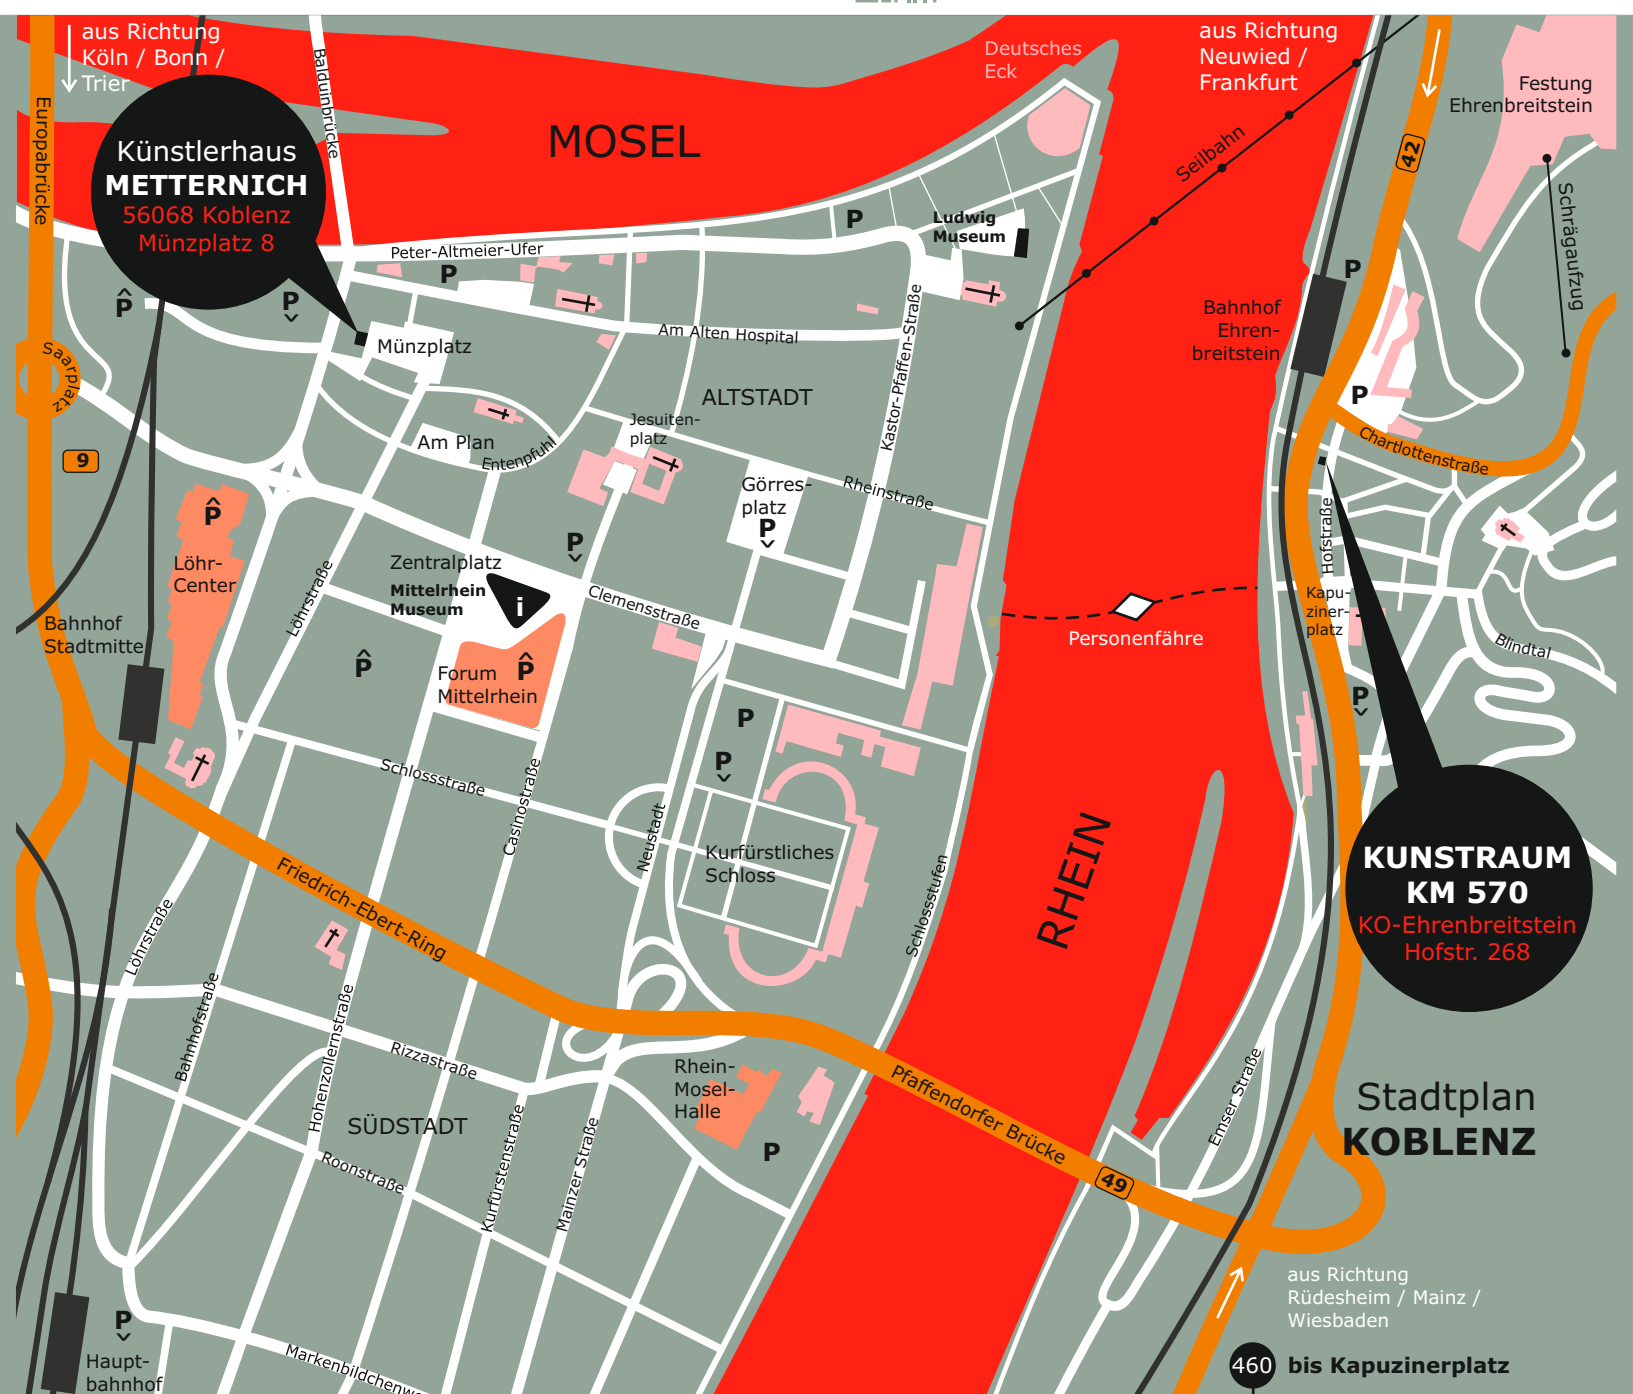 aus Richtung
Köln / Bonn /
Trier
Europabrücke
Balduinbrücke
Künstlerhaus
METTERNICH
56068 Koblenz
Münzplatz 8
MOSEL
Deutsches
Eck
aus Richtung
Neuwied /
Frankfurt
42
Festung
Ehrenbreitstein
Seilbahn
Schrägaufzug
P
Ludwig
Museum
Peter-Altmeier-Ufer
P
P
P
P
Bahnhof
Ehren-
breitstein
P
Am Alten Hospital
Münzplatz
Saarplatz
ALTSTADT
Kastor-Pfaffen-Straße
Jesuiten-
platz
Am Plan
Entenpfuhl
9
Chartlottenstraße
Görres-
platz
P
Rheinstraße
P
P
Hofstraße
Löhr-
Center
Zentralplatz
Mittelrhein
Museum
i
Clemensstraße
Löhrstraße
Personenfähre
Kapu-
ziner-
platz
Blindtal
Bahnhof
Stadtmitte
P
Forum
Mittelrhein
P
P
P
P
Schlossstraße
Casinostraße
Neustadt
Kurfürstliches
Schloss
Schlossstufen
RHEIN
KUNSTRAUM
KM 570
KO-Ehrenbreitstein
Hofstr. 268
Friedrich-Ebert-Ring
Löhrstraße
Bahnhofstraße
Hohenzollernstraße
Rizzastraße
Rhein-
Mosel-
Halle
P
Pfaffendorfer Brücke
49
Emser Straße
Stadtplan
KOBLENZ
SÜDSTADT
Roonstraße
Kurfürstenstraße
Mainzer Straße
aus Richtung
Rüdesheim / Mainz /
Wiesbaden
P
Haupt-
bahnhof
Markenbildchenwe
460 bis Kapuzinerplatz